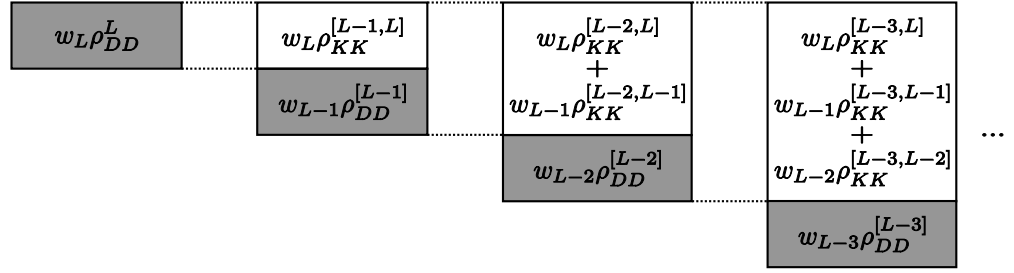 w_L ρ_{DD}^{L}
w_L ρ_{KK}^{[L−1,L]}
w_{L−1} ρ_{DD}^{[L−1]}
w_L ρ_{KK}^{[L−2,L]}
+
w_{L−1} ρ_{KK}^{[L−2,L−1]}
w_{L−2} ρ_{DD}^{[L−2]}
w_L ρ_{KK}^{[L−3,L]}
+
w_{L−1} ρ_{KK}^{[L−3,L−1]}
+
w_{L−2} ρ_{KK}^{[L−3,L−2]}
w_{L−3} ρ_{DD}^{[L−3]}
...